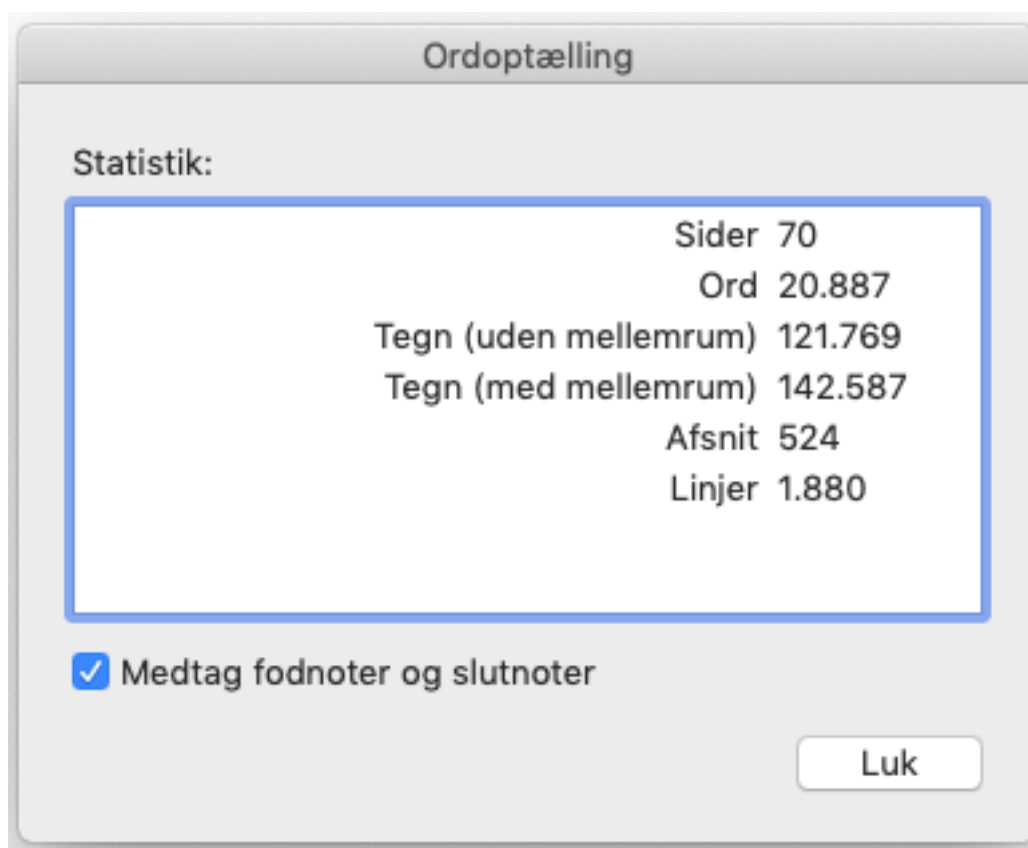 Ordoptælling
Statistik:
Sider 70
Ord 20.887
Tegn (uden mellemrum) 121.769
Tegn (med mellemrum) 142.587
Afsnit 524
Linjer 1.880
Medtag fodnoter og slutnoter
Luk